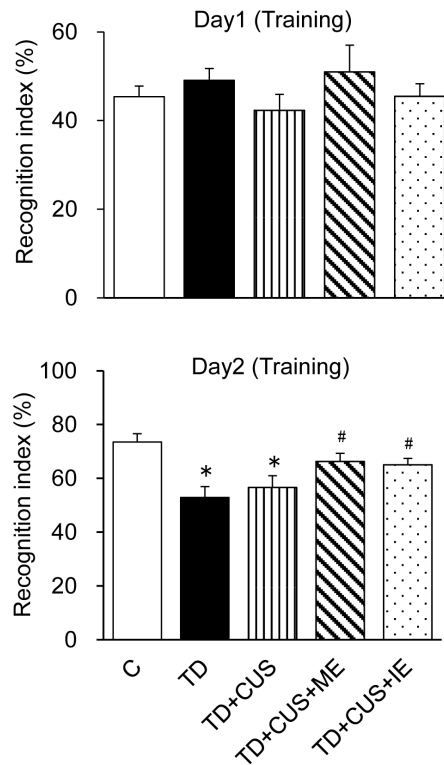 Day1 (Training)
Recognition index (%)
60
40
20
0
Day2 (Training)
Recognition index (%)
100
80
60
40
20
0
*
*
#
#
C
TD
TD+CUS
TD+CUS+ME
TD+CUS+IE